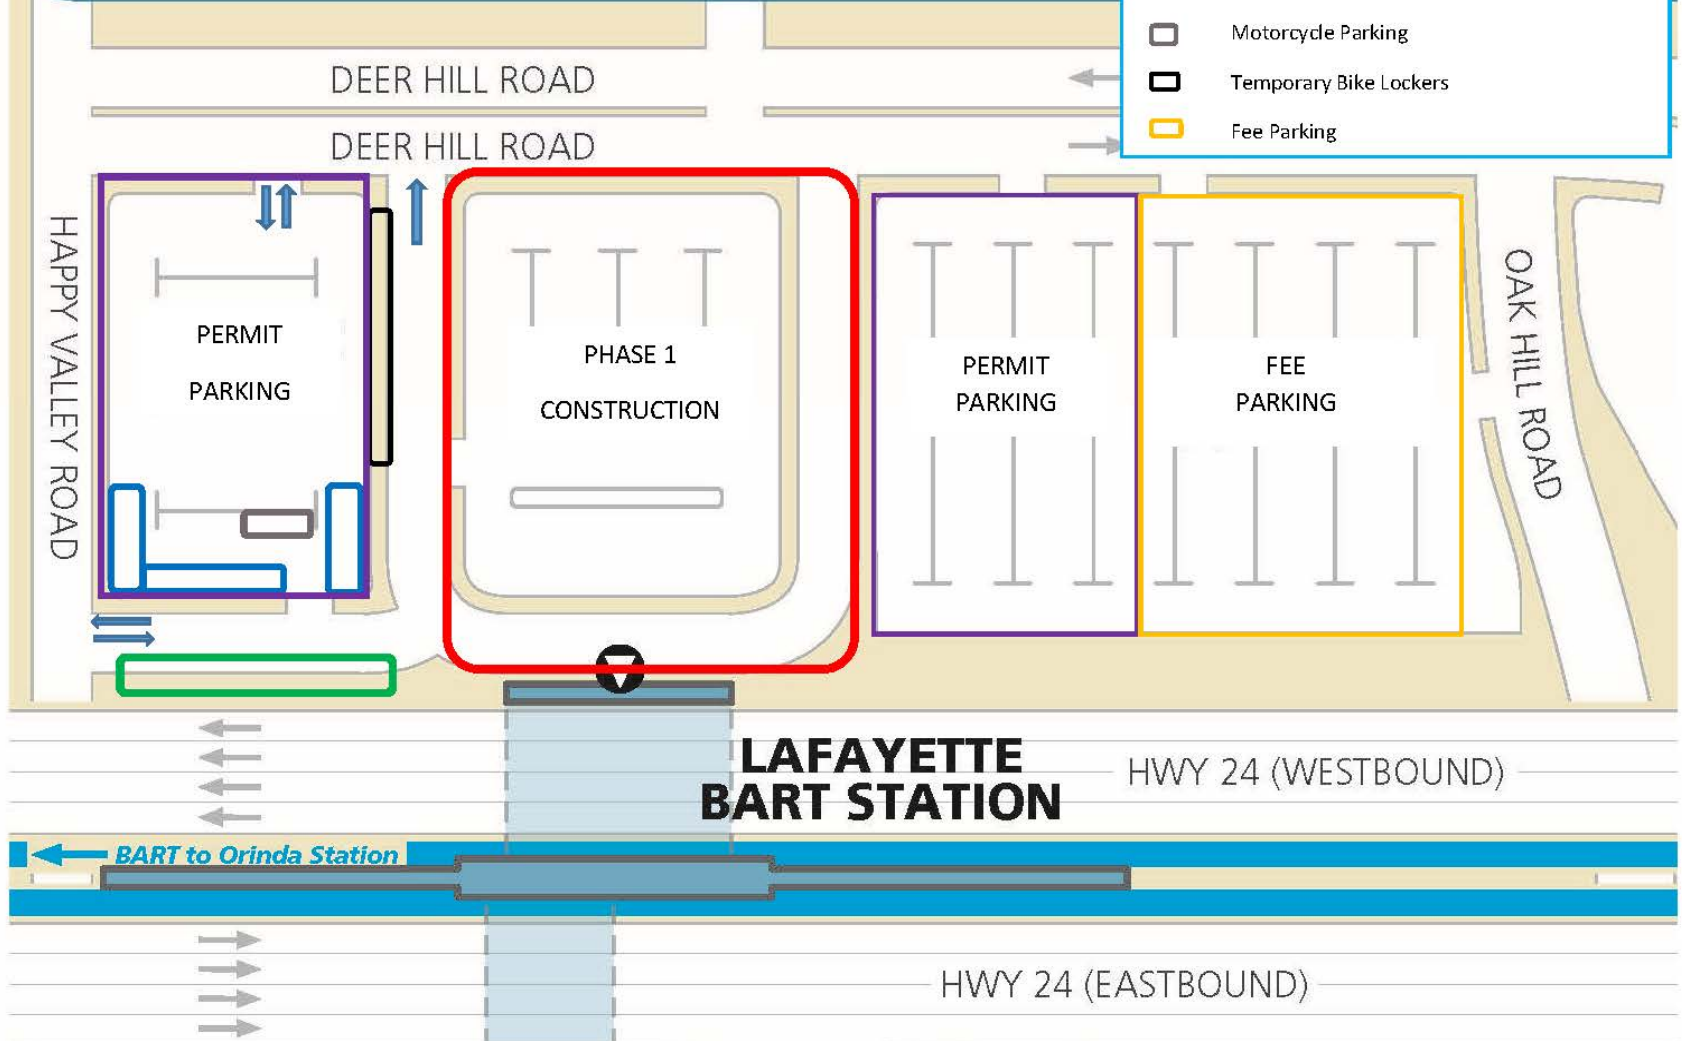 Motorcycle Parking
Temporary Bike Lockers
Fee Parking
DEER HILL ROAD
DEER HILL ROAD
HAPPY VALLEY ROAD
PERMIT
PARKING
PHASE 1
CONSTRUCTION
PERMIT
PARKING
FEE
PARKING
OAK HILL ROAD
LAFAYETTE
BART STATION
HWY 24 (WESTBOUND)
BART to Orinda Station
HWY 24 (EASTBOUND)